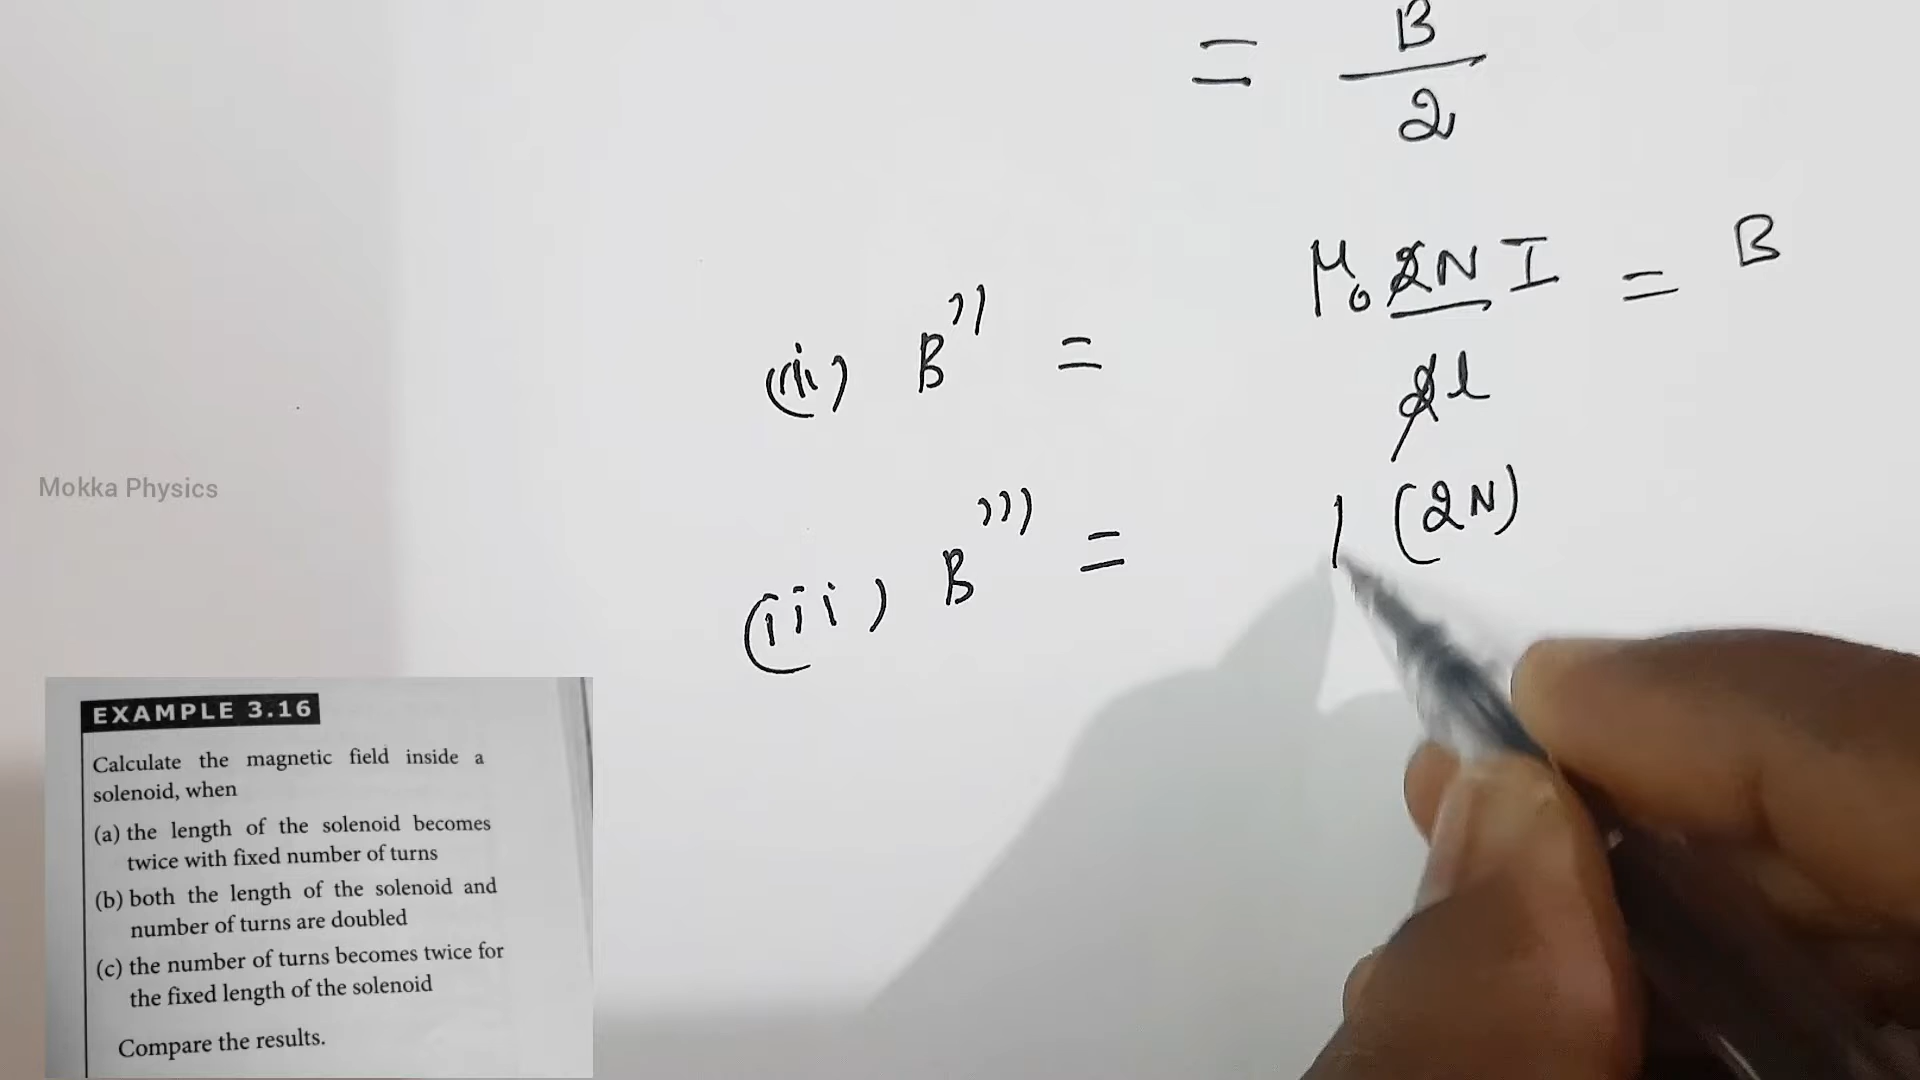 = B
2
μ₀ 2N I = B
(ii) B'' =
2l
(2N)
(iii) B''' =
Mokka Physics
EXAMPLE 3.16
Calculate the magnetic field inside a
solenoid, when
(a) the length of the solenoid becomes
twice with fixed number of turns
(b) both the length of the solenoid and
number of turns are doubled
(c) the number of turns becomes twice for
the fixed length of the solenoid
Compare the results.